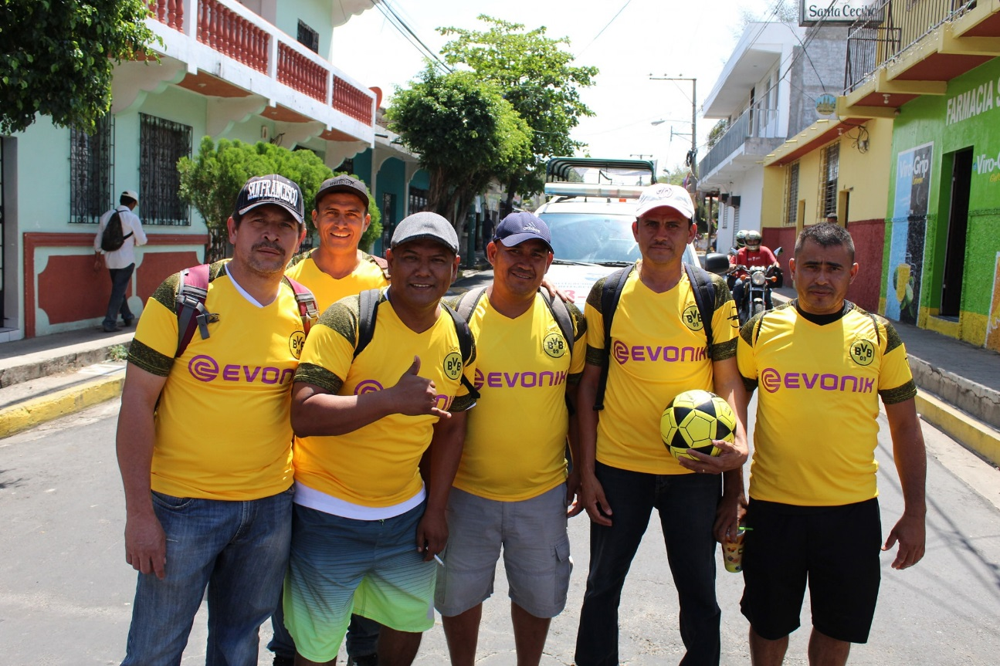 Santa Cecilia
FARMACIA S
Viro-Grip
Viro-G
SAN FRANCISCO
adidas
BVB
09
EVONIK
BVB
09
EVONIK
BVB
09
EVONIK
BVB
09
EVONIK
BVB
09
EVONIK